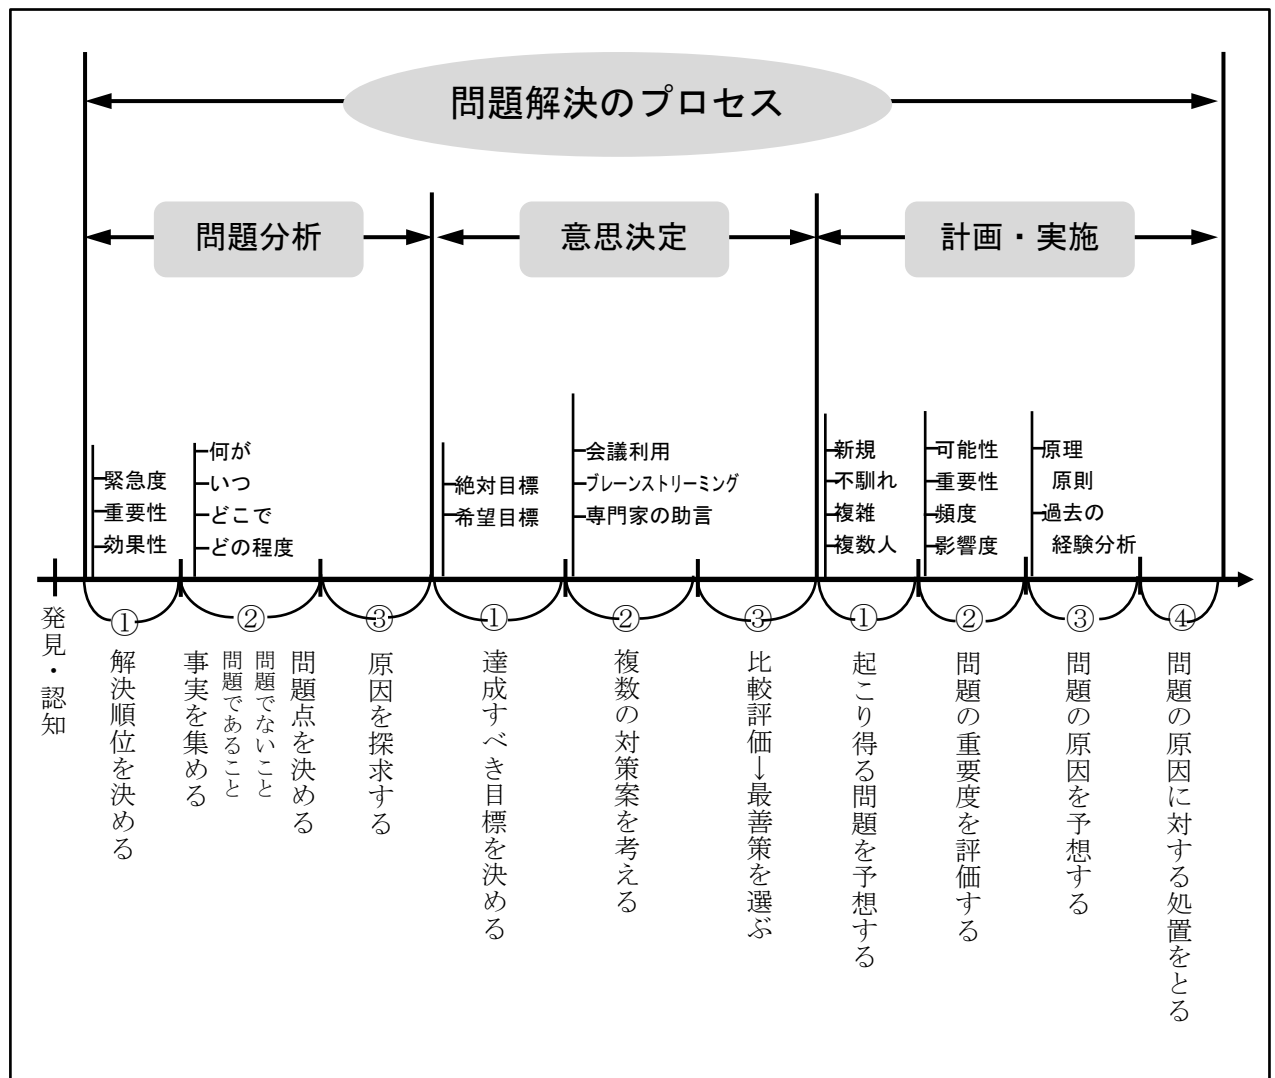 問題解決のプロセス
問題分析
意思決定
計画・実施
緊急度
重要性
効果性
何が
いつ
どこで
どの程度
絶対目標
希望目標
会議利用
ブレーンストリーミング
専門家の助言
新規
不馴れ
複雑
複数人
可能性
重要性
頻度
影響度
原理
原則
過去の
経験分析
発見・認知
①
解決順位を決める
②
事実を集める
問題であること
問題でないこと
問題点を決める
③
原因を探求する
①
達成すべき目標を決める
②
複数の対策案を考える
③
比較評価→最善策を選ぶ
①
起こり得る問題を予想する
②
問題の重要度を評価する
③
問題の原因を予想する
④
問題の原因に対する処置をとる